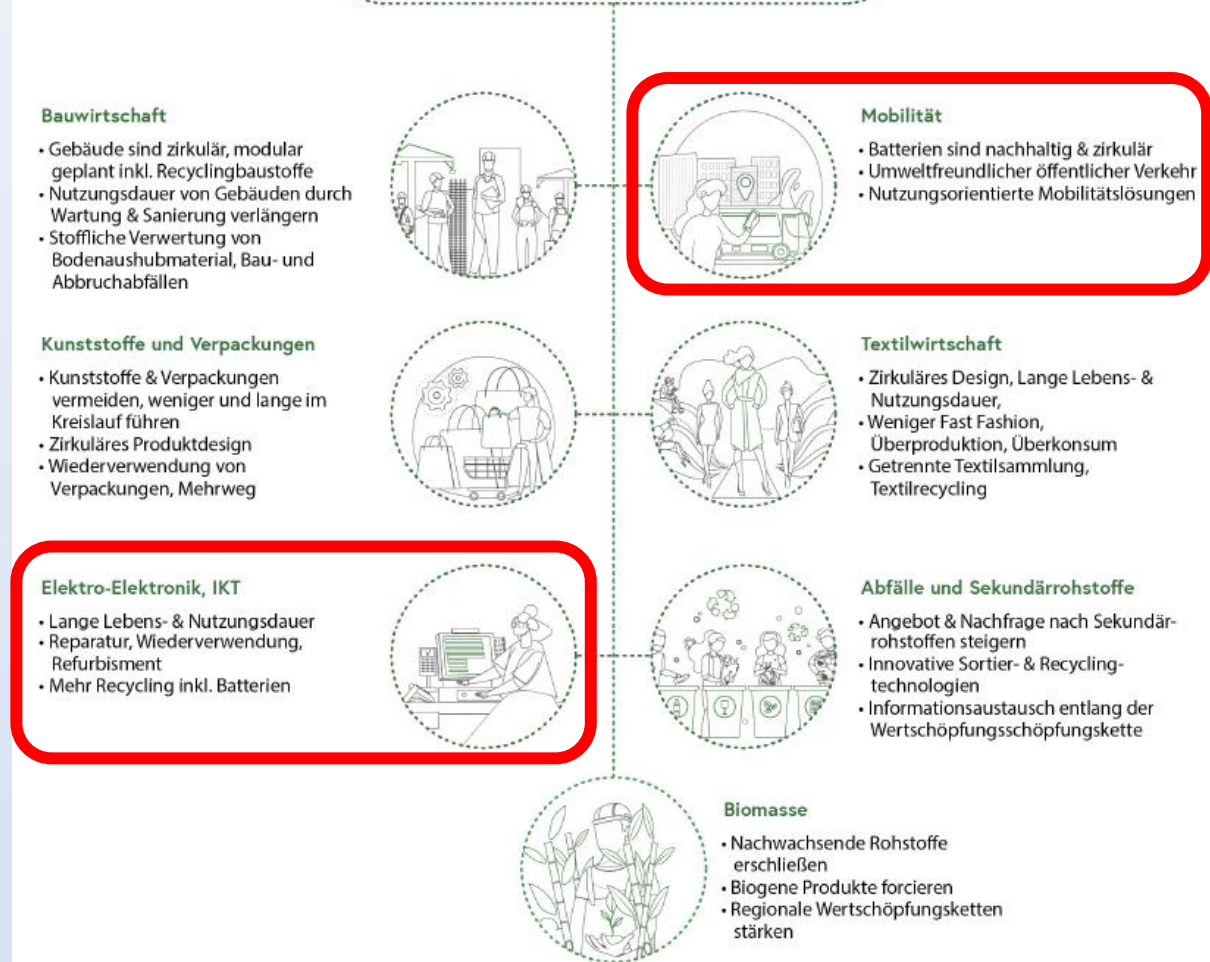 Bauwirtschaft
• Gebäude sind zirkulär, modular
geplant inkl. Recyclingbaustoffe
• Nutzungsdauer von Gebäuden durch
Wartung & Sanierung verlängern
• Stoffliche Verwertung von
Bodenaushubmaterial, Bau- und
Abbruchabfällen
Mobilität
• Batterien sind nachhaltig & zirkulär
• Umweltfreundlicher öffentlicher Verkehr
• Nutzungsorientierte Mobilitätslösungen
Kunststoffe und Verpackungen
• Kunststoffe & Verpackungen
vermeiden, weniger und lange im
Kreislauf führen
• Zirkuläres Produktdesign
• Wiederverwendung von
Verpackungen, Mehrweg
Textilwirtschaft
• Zirkuläres Design, Lange Lebens- &
Nutzungsdauer,
• Weniger Fast Fashion,
Überproduktion, Überkonsum
• Getrennte Textilsammlung,
Textilrecycling
Elektro-Elektronik, IKT
• Lange Lebens- & Nutzungsdauer
• Reparatur, Wiederverwendung,
Refurbisment
• Mehr Recycling inkl. Batterien
Abfälle und Sekundärrohstoffe
• Angebot & Nachfrage nach Sekundär-
rohstoffen steigern
• Innovative Sortier- & Recycling-
technologien
• Informationsaustausch entlang der
Wertschöpfungsschöpfungskette
Biomasse
• Nachwachsende Rohstoffe
erschließen
• Biogene Produkte forcieren
• Regionale Wertschöpfungsketten
stärken